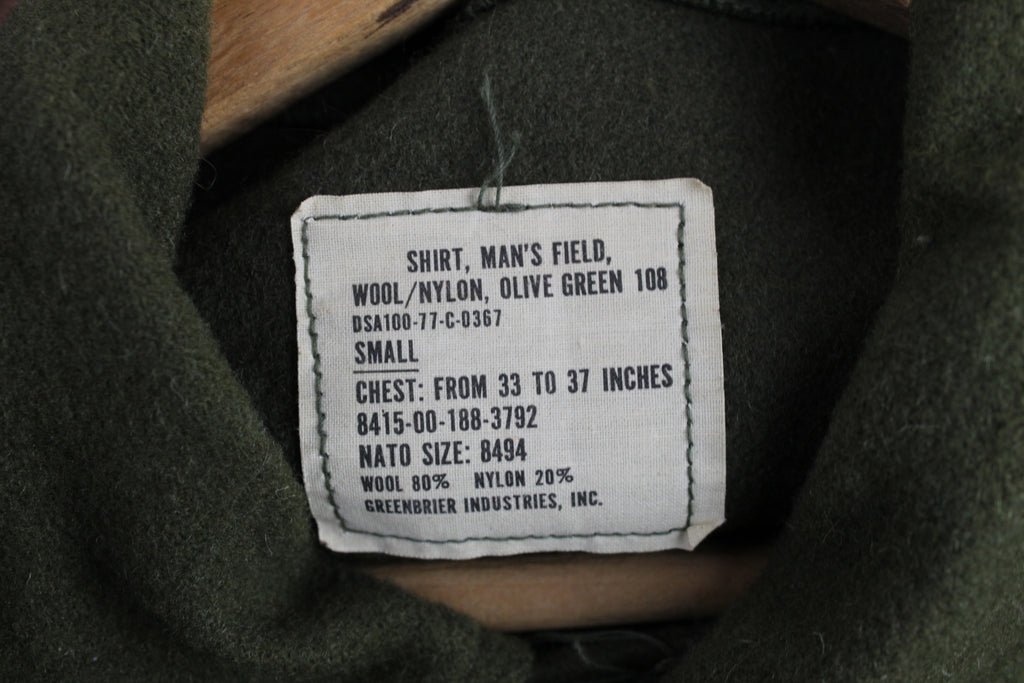 SHIRT, MAN'S FIELD,
WOOL/NYLON, OLIVE GREEN 108
DSA100-77-C-0367
SMALL
CHEST: FROM 33 TO 37 INCHES
8415-00-188-3792
NATO SIZE: 8494
WOOL 80% NYLON 20%
GREENBRIER INDUSTRIES, INC.